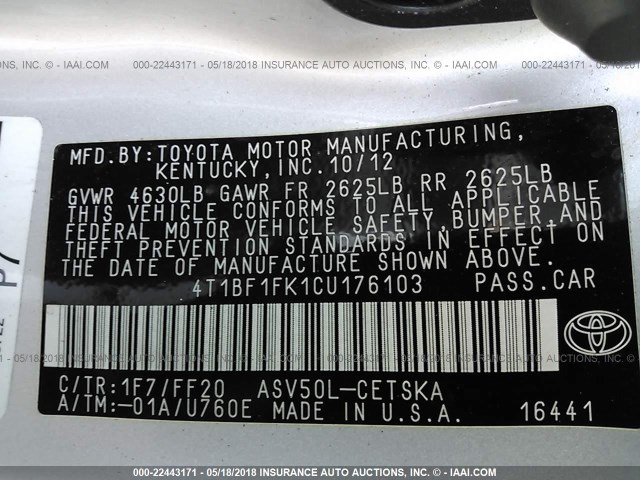 000-22443171 - 05/18/2018 INSURANCE AUTO AUCTIONS, INC. © - IAAI.COM
MFD.BY:TOYOTA MOTOR MANUFACTURING,
KENTUCKY,INC.10/12
GVWR 4630LB GAWR FR 2625LB RR 2625LB
THIS VEHICLE CONFORMS TO ALL APPLICABLE
FEDERAL MOTOR VEHICLE SAFETY,BUMPER,AND
THEFT PREVENTION STANDARDS IN EFFECT ON
THE DATE OF MANUFACTURE SHOWN ABOVE.
4T1BF1FK1CU176103 PASS.CAR
C/TR:1F7/FF20 ASV50L-CETSKA
A/TM:-01A/U760E MADE IN U.S.A. 16441
000-22443171 - 05/18/2018 INSURANCE AUTO AUCTIONS, INC. © - IAAI.COM